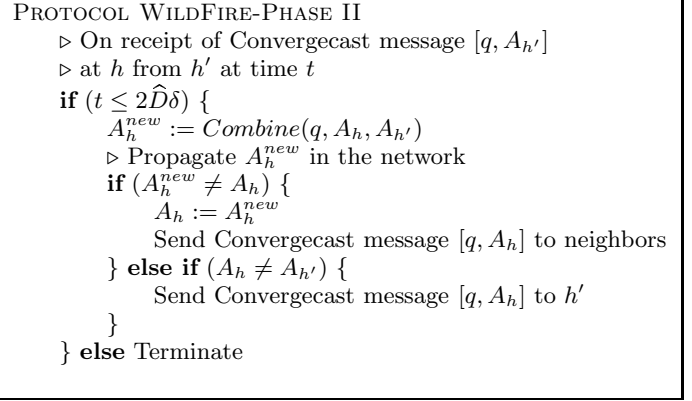 PROTOCOL WILDFIRE-PHASE II
▷ On receipt of Convergecast message [q, A_{h′}]
▷ at h from h′ at time t
if (t ≤ 2D̂δ) {
A_h^{new} := Combine(q, A_h, A_{h′})
▷ Propagate A_h^{new} in the network
if (A_h^{new} ≠ A_h) {
A_h := A_h^{new}
Send Convergecast message [q, A_h] to neighbors
} else if (A_h ≠ A_{h′}) {
Send Convergecast message [q, A_h] to h′
}
} else Terminate